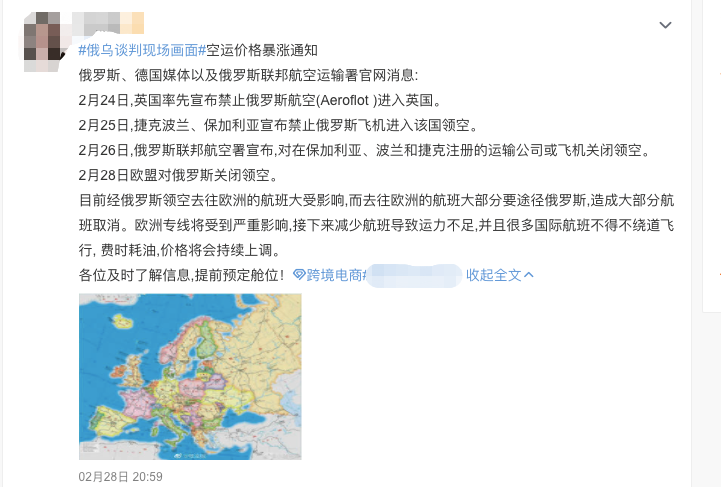 #俄乌谈判现场画面#空运价格暴涨通知
俄罗斯、德国媒体以及俄罗斯联邦航空运输署官网消息:
2月24日,英国率先宣布禁止俄罗斯航空(Aeroflot )进入英国。
2月25日,捷克波兰、保加利亚宣布禁止俄罗斯飞机进入该国领空。
2月26日,俄罗斯联邦航空署宣布,对在保加利亚、波兰和捷克注册的运输公司或飞机关闭领空。
2月28日欧盟对俄罗斯关闭领空。
目前经俄罗斯领空去往欧洲的航班大受影响,而去往欧洲的航班大部分要途径俄罗斯,造成大部分航
班取消。欧洲专线将受到严重影响,接下来减少航班导致运力不足,并且很多国际航班不得不绕道飞
行, 费时耗油,价格将会持续上调。
各位及时了解信息,提前预定舱位！跨境电商# 收起全文
02月28日 20:59